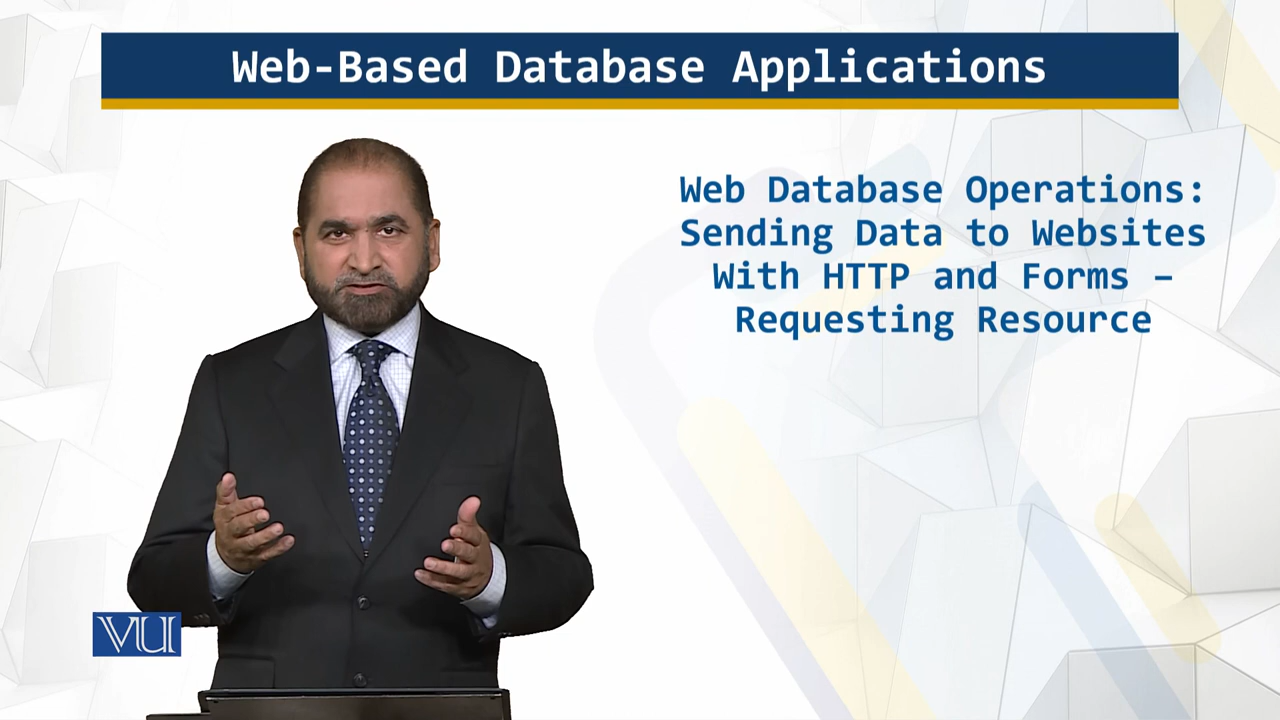 Web-Based Database Applications
Web Database Operations:
Sending Data to Websites
With HTTP and Forms –
Requesting Resource
VU